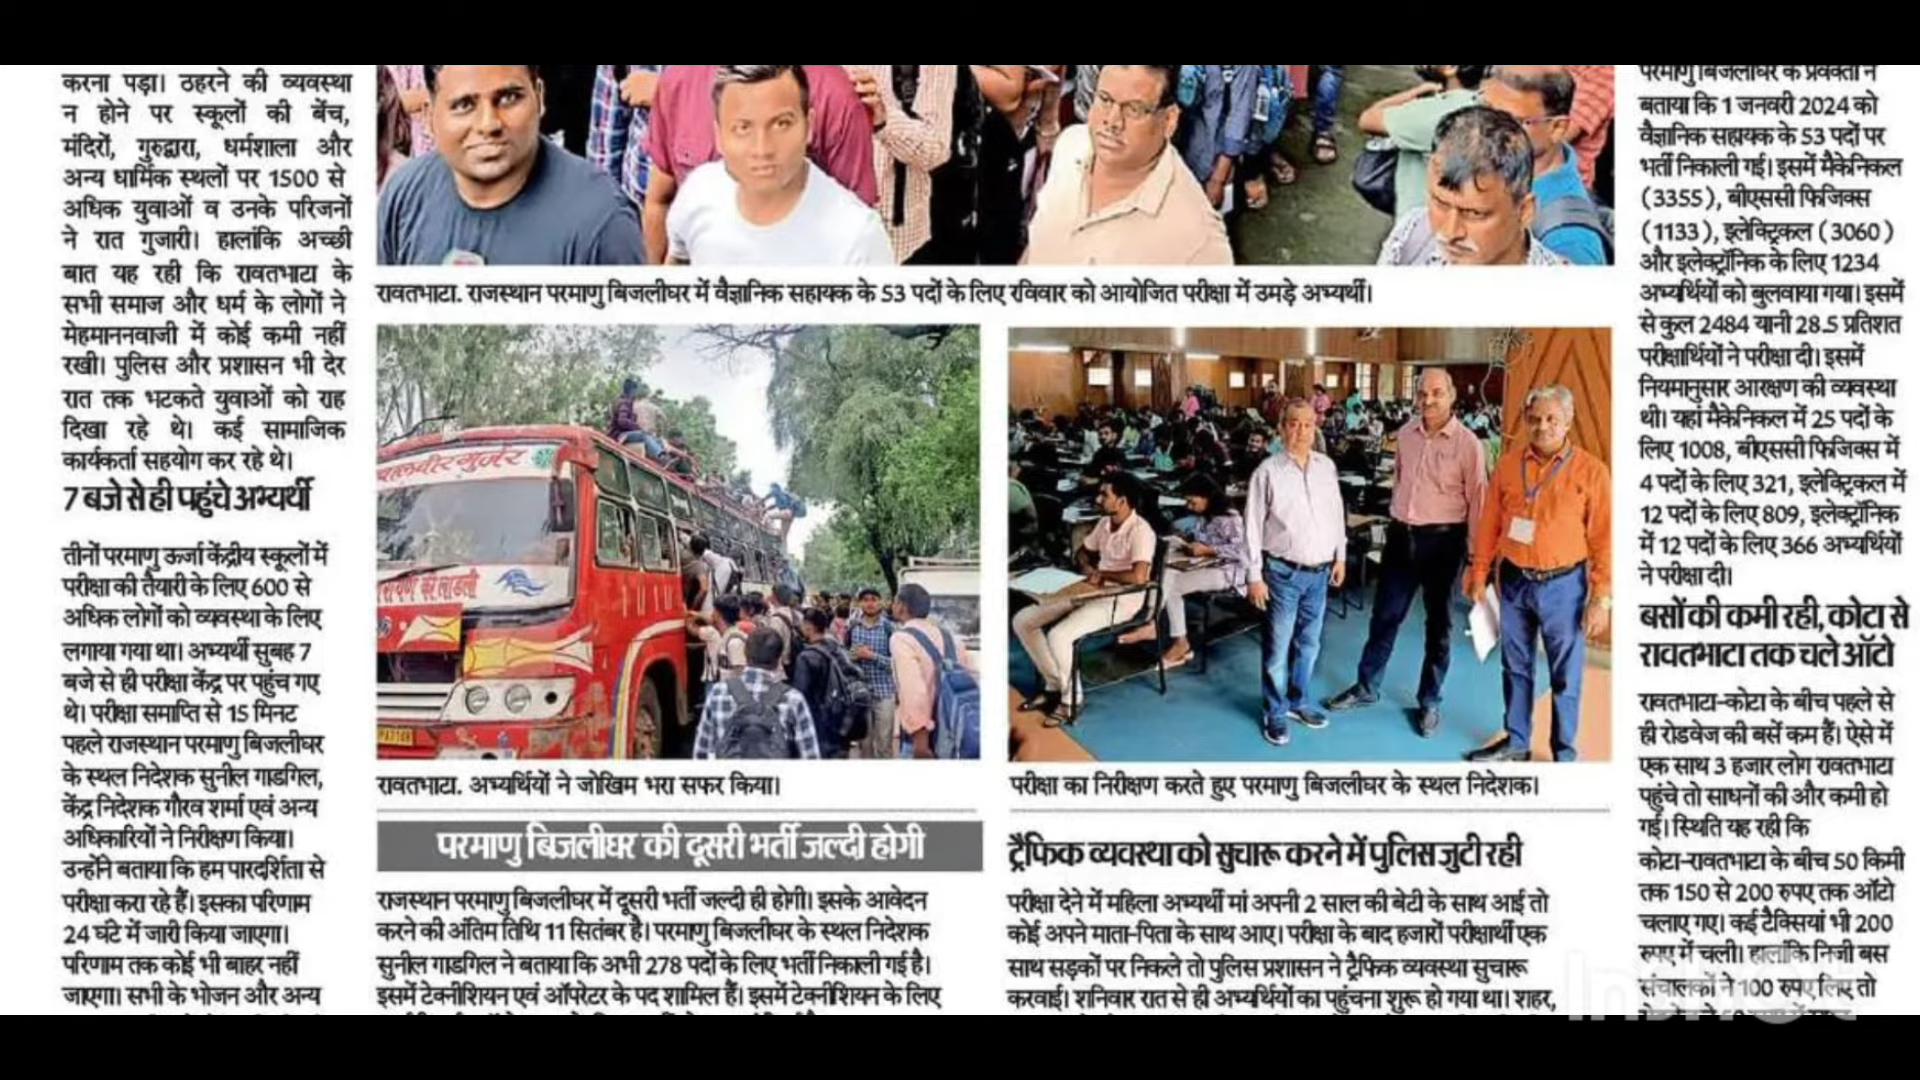 करना पड़ा। ठहरने की व्यवस्था
न होने पर स्कूलों की बेंच,
मंदिरों, गुरुद्वारा, धर्मशाला और
अन्य धार्मिक स्थलों पर 1500 से
अधिक युवाओं व उनके परिजनों
ने रात गुजारी। हालांकि अच्छी
बात यह रही कि रावतभाटा के
सभी समाज और धर्म के लोगों ने
मेहमाननवाजी में कोई कमी नहीं
रखी। पुलिस और प्रशासन भी देर
रात तक भटकते युवाओं को राह
दिखा रहे थे। कई सामाजिक
कार्यकर्ता सहयोग कर रहे थे।
7 बजे से ही पहुंचे अभ्यर्थी
तीनों परमाणु ऊर्जा केंद्रीय स्कूलों में
परीक्षा की तैयारी के लिए 600 से
अधिक लोगों को व्यवस्था के लिए
लगाया गया था। अभ्यर्थी सुबह 7
बजे से ही परीक्षा केंद्र पर पहुंच गए
थे। परीक्षा समाप्ति से 15 मिनट
पहले राजस्थान परमाणु बिजलीघर
के स्थल निदेशक सुनील गाडगिल,
केंद्र निदेशक गौरव शर्मा एवं अन्य
अधिकारियों ने निरीक्षण किया।
उन्होंने बताया कि हम पारदर्शिता से
परीक्षा करा रहे हैं। इसका परिणाम
24 घंटे में जारी किया जाएगा।
परिणाम तक कोई भी बाहर नहीं
जाएगा। सभी के भोजन और अन्य
रावतभाटा. राजस्थान परमाणु बिजलीघर में वैज्ञानिक सहायक के 53 पदों के लिए रविवार को आयोजित परीक्षा में उमड़े अभ्यर्थी।
रावतभाटा. अभ्यर्थियों ने जोखिम भरा सफर किया।
परमाणु बिजलीघर की दूसरी भर्ती जल्दी होगी
राजस्थान परमाणु बिजलीघर में दूसरी भर्ती जल्दी ही होगी। इसके आवेदन
करने की अंतिम तिथि 11 सितंबर है। परमाणु बिजलीघर के स्थल निदेशक
सुनील गाडगिल ने बताया कि अभी 278 पदों के लिए भर्ती निकाली गई है।
इसमें टेक्नीशियन एवं ऑपरेटर के पद शामिल हैं। इसमें टेक्नीशियन के लिए
परीक्षा का निरीक्षण करते हुए परमाणु बिजलीघर के स्थल निदेशक।
ट्रैफिक व्यवस्था को सुचारू करने में पुलिस जुटी रही
परीक्षा देने में महिला अभ्यर्थी मां अपनी 2 साल की बेटी के साथ आई तो
कोई अपने माता-पिता के साथ आए। परीक्षा के बाद हजारों परीक्षार्थी एक
साथ सड़कों पर निकले तो पुलिस प्रशासन ने ट्रैफिक व्यवस्था सुचारू
करवाई। शनिवार रात से ही अभ्यर्थियों का पहुंचना शुरू हो गया था। शहर,
परमाणु बिजलीघर के प्रवक्ता ने
बताया कि 1 जनवरी 2024 को
वैज्ञानिक सहायक के 53 पदों पर
भर्ती निकाली गई। इसमें मैकेनिकल
(3355), बीएससी फिजिक्स
(1133), इलेक्ट्रिकल (3060)
और इलेक्ट्रॉनिक के लिए 1234
अभ्यर्थियों को बुलवाया गया। इसमें
से कुल 2484 यानी 28.5 प्रतिशत
परीक्षार्थियों ने परीक्षा दी। इसमें
नियमानुसार आरक्षण की व्यवस्था
थी। यहां मैकेनिकल में 25 पदों के
लिए 1008, बीएससी फिजिक्स में
4 पदों के लिए 321, इलेक्ट्रिकल में
12 पदों के लिए 809, इलेक्ट्रॉनिक
में 12 पदों के लिए 366 अभ्यर्थियों
ने परीक्षा दी।
बसों की कमी रही, कोटा से
रावतभाटा तक चले ऑटो
रावतभाटा-कोटा के बीच पहले से
ही रोडवेज की बसें कम हैं। ऐसे में
एक साथ 3 हजार लोग रावतभाटा
पहुंचे तो साधनों की और कमी हो
गई। स्थिति यह रही कि
कोटा-रावतभाटा के बीच 50 किमी
तक 150 से 200 रुपए तक ऑटो
चलाए गए। कई टैक्सियां भी 200
रुपए में चली। हालांकि निजी बस
संचालकों ने 100 रुपए लिए तो
InShot